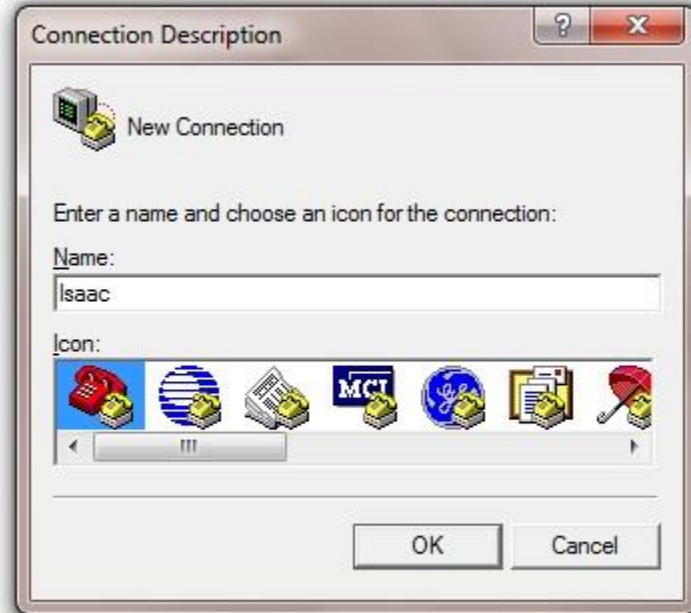 Connection Description
?
X
New Connection
Enter a name and choose an icon for the connection:
Name:
Isaac
Icon:
MCI
OK Cancel